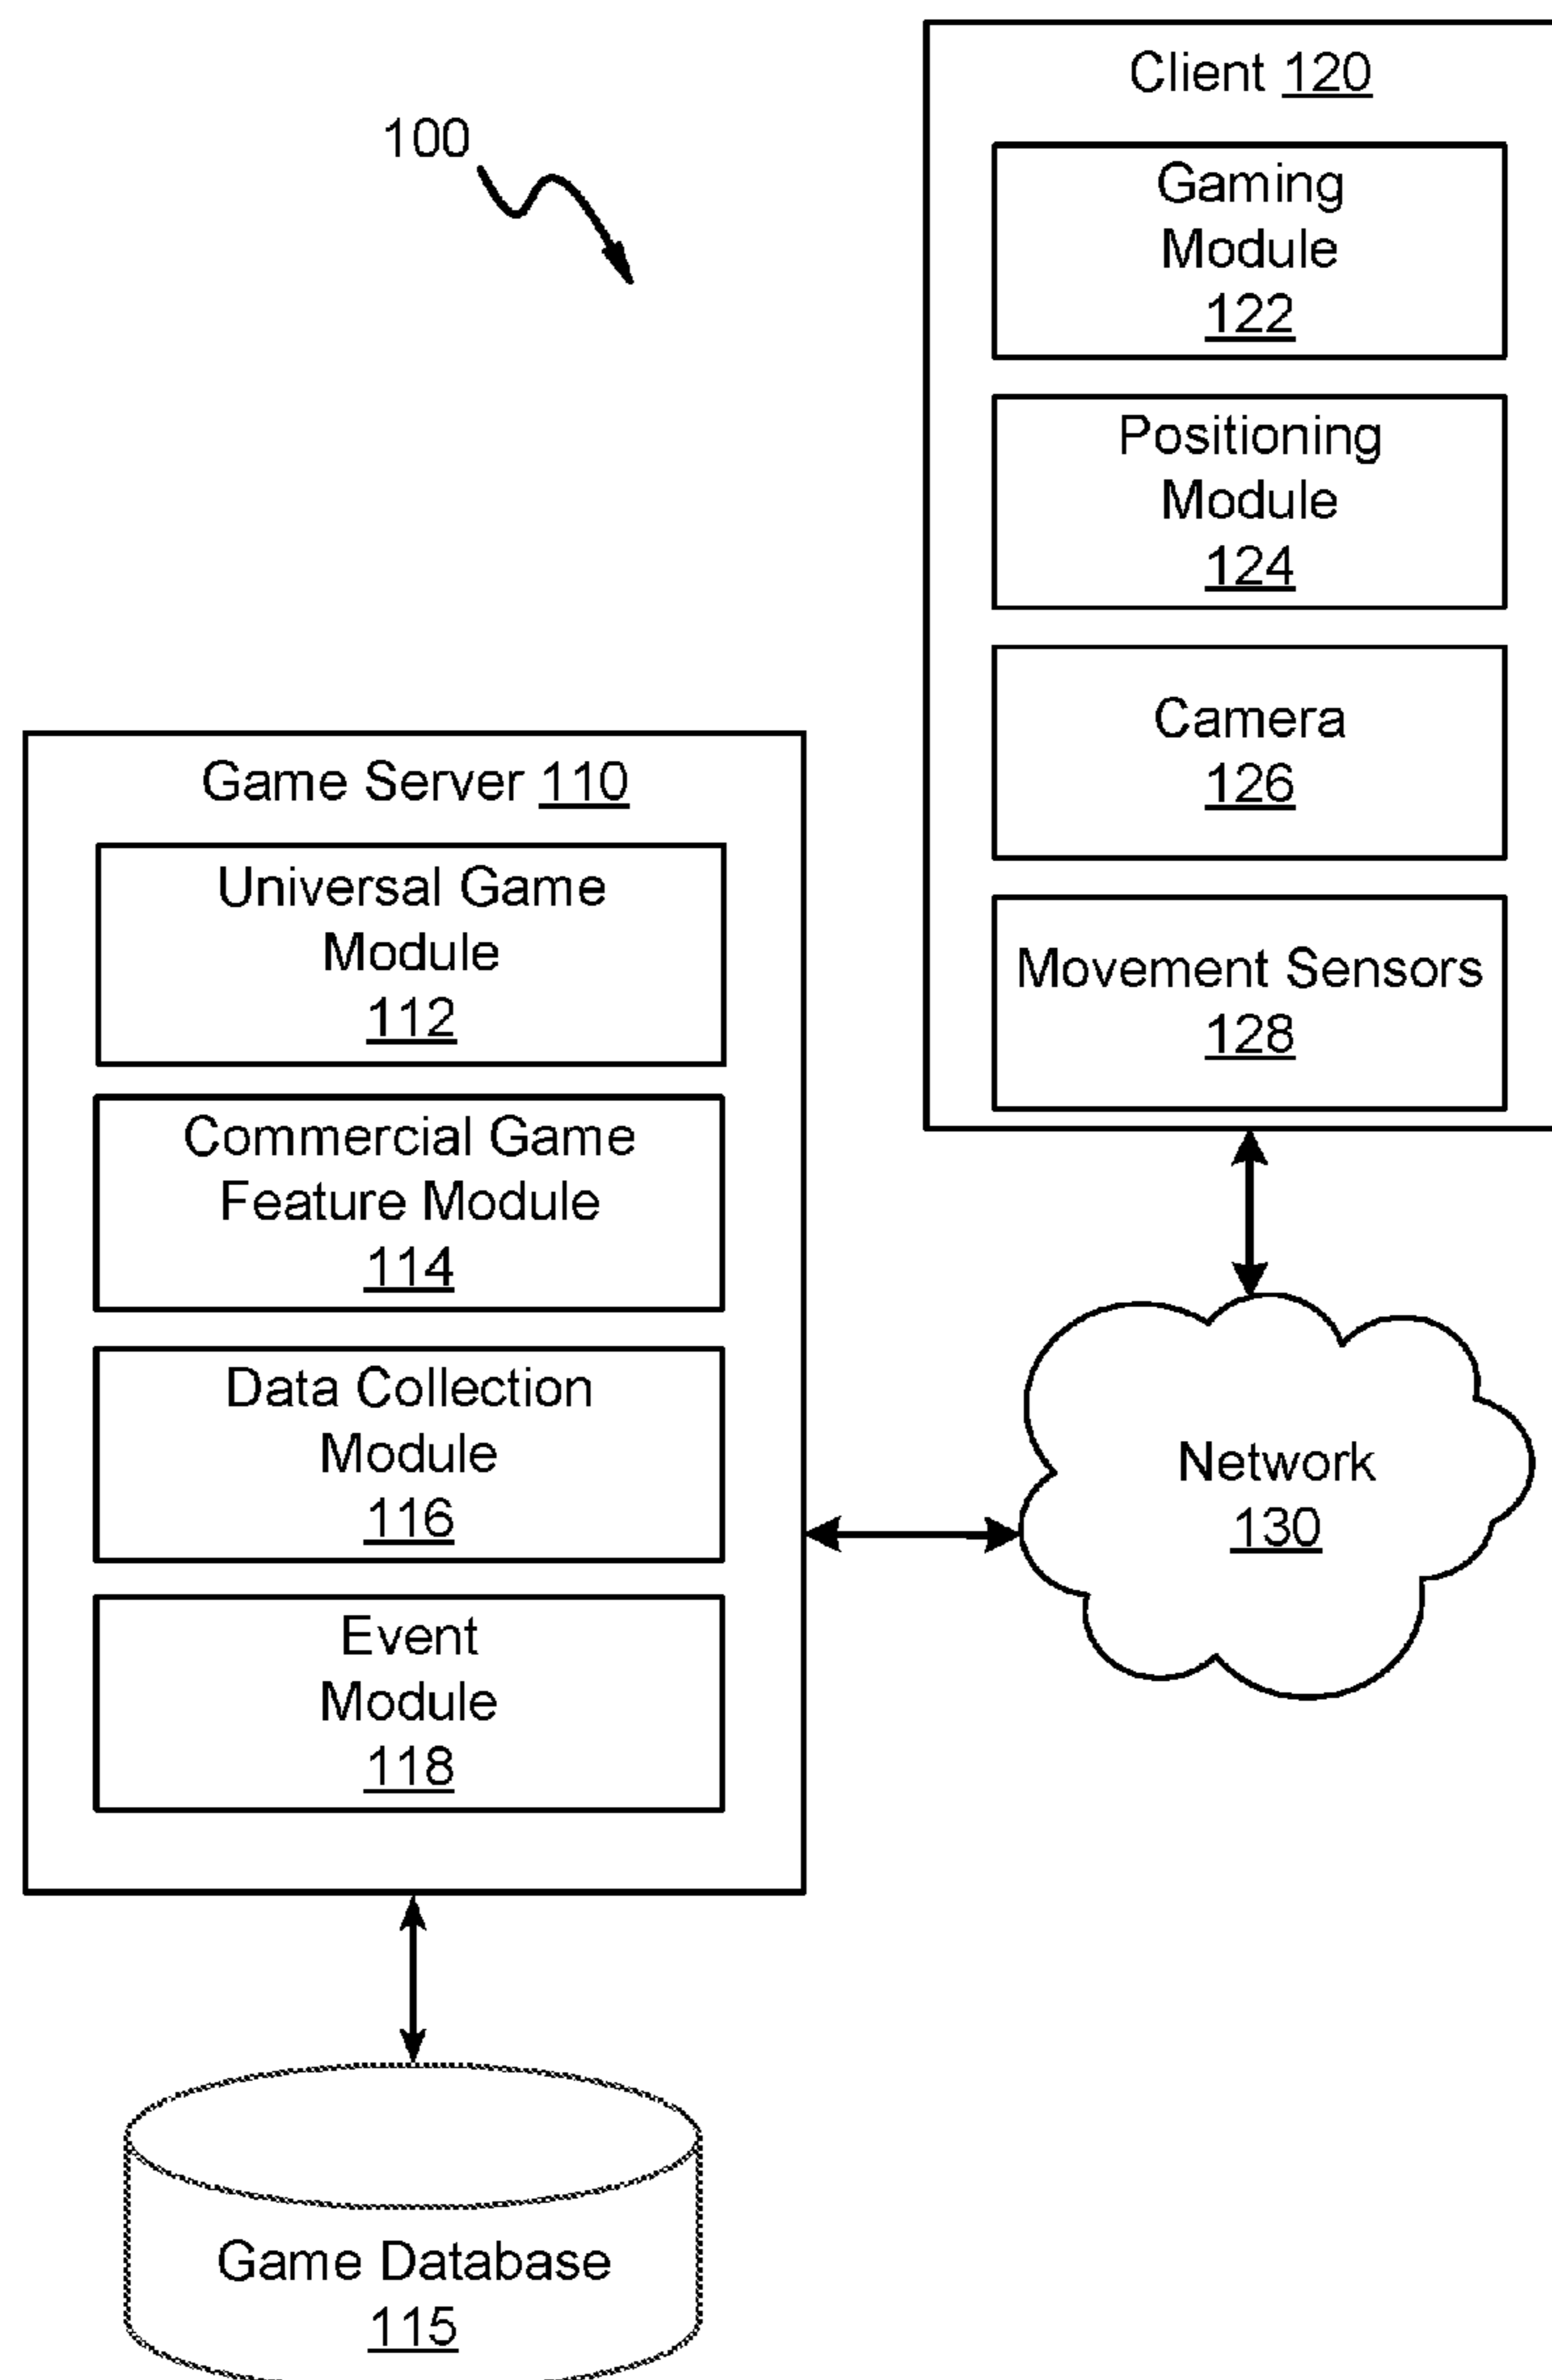 100
Client 120
Gaming
Module
122
Positioning
Module
124
Camera
126
Movement Sensors
128
Game Server 110
Universal Game
Module
112
Commercial Game
Feature Module
114
Data Collection
Module
116
Event
Module
118
Network
130
Game Database
115